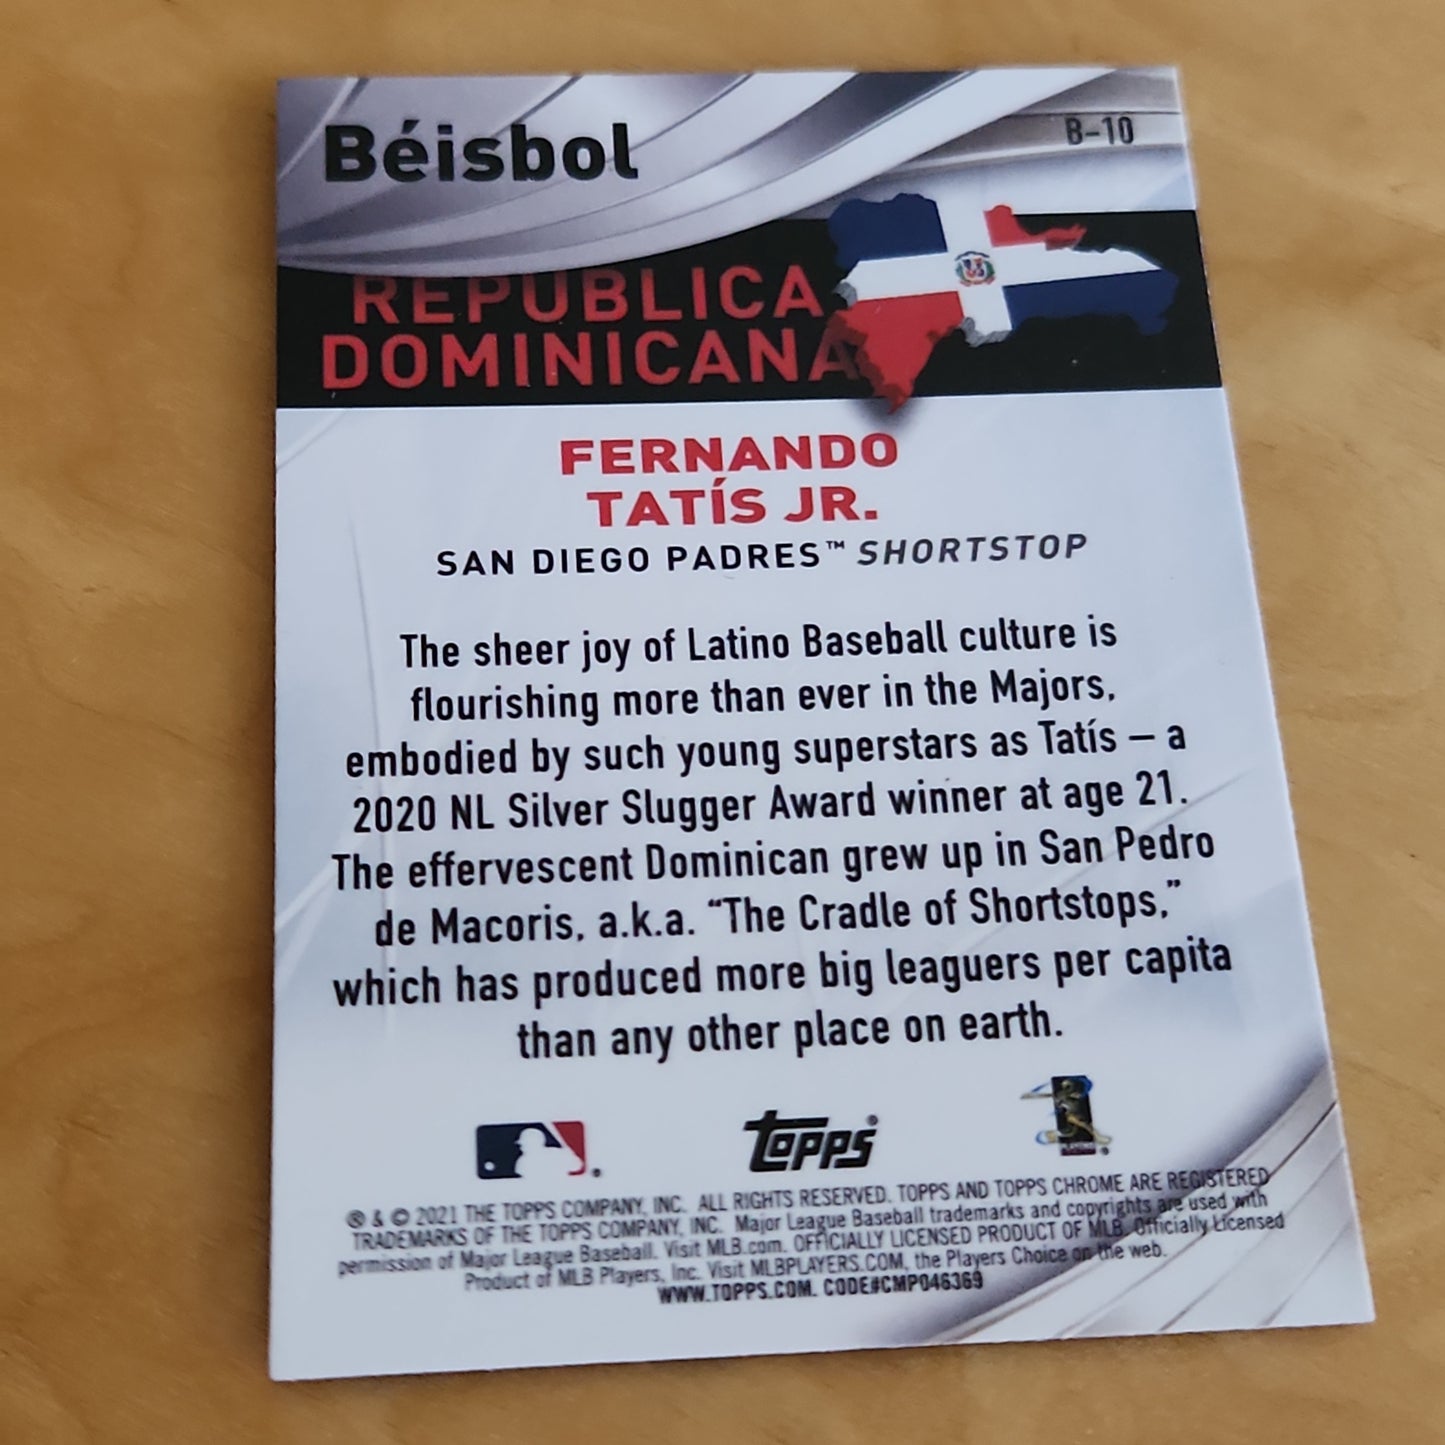 Béisbol
B-10
REPUBLICA
DOMINICANA
FERNANDO
TATÍS JR.
SAN DIEGO PADRES™ SHORTSTOP
The sheer joy of Latino Baseball culture is
flourishing more than ever in the Majors,
embodied by such young superstars as Tatís – a
2020 NL Silver Slugger Award winner at age 21.
The effervescent Dominican grew up in San Pedro
de Macoris, a.k.a. “The Cradle of Shortstops,”
which has produced more big leaguers per capita
than any other place on earth.
topps®
® & © 2021 THE TOPPS COMPANY, INC. ALL RIGHTS RESERVED. TOPPS AND TOPPS CHROME ARE REGISTERED
TRADEMARKS OF THE TOPPS COMPANY, INC. Major League Baseball trademarks and copyrights are used with
permission of Major League Baseball. Visit MLB.com. OFFICIALLY LICENSED PRODUCT OF MLB. Officially Licensed
Product of MLB Players, Inc. Visit MLBPLAYERS.COM, the Players Choice on the web.
WWW.TOPPS.COM. CODE#CMP046369